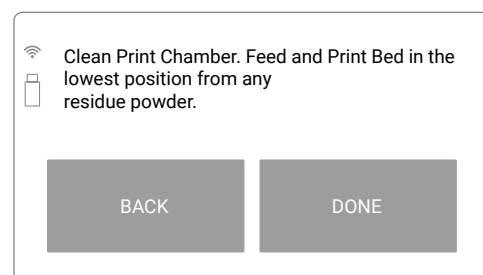 Clean Print Chamber. Feed and Print Bed in the
lowest position from any
residue powder.
BACK
DONE